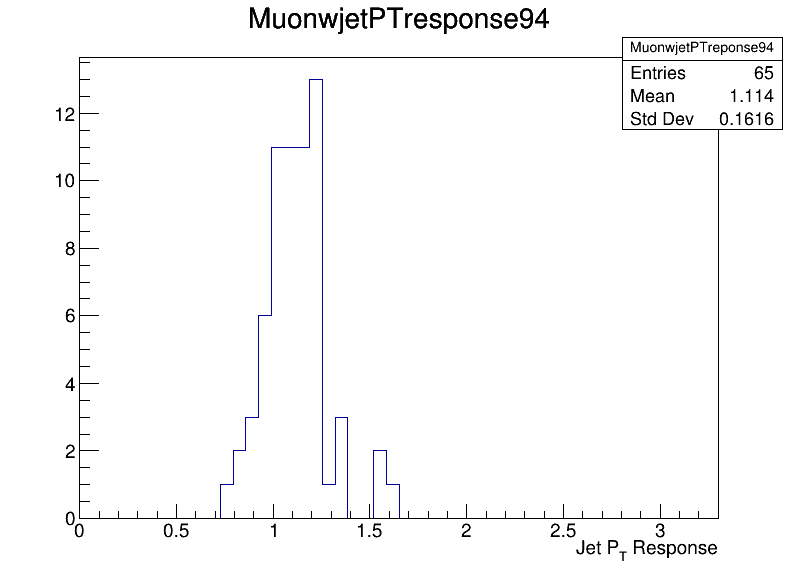 MuonwjetPTresponse94
MuonwjetPTreponse94
Entries 65
Mean 1.114
Std Dev 0.1616
12
10
8
6
4
2
0
0 0.5 1 1.5 2 2.5 3
Jet PT Response